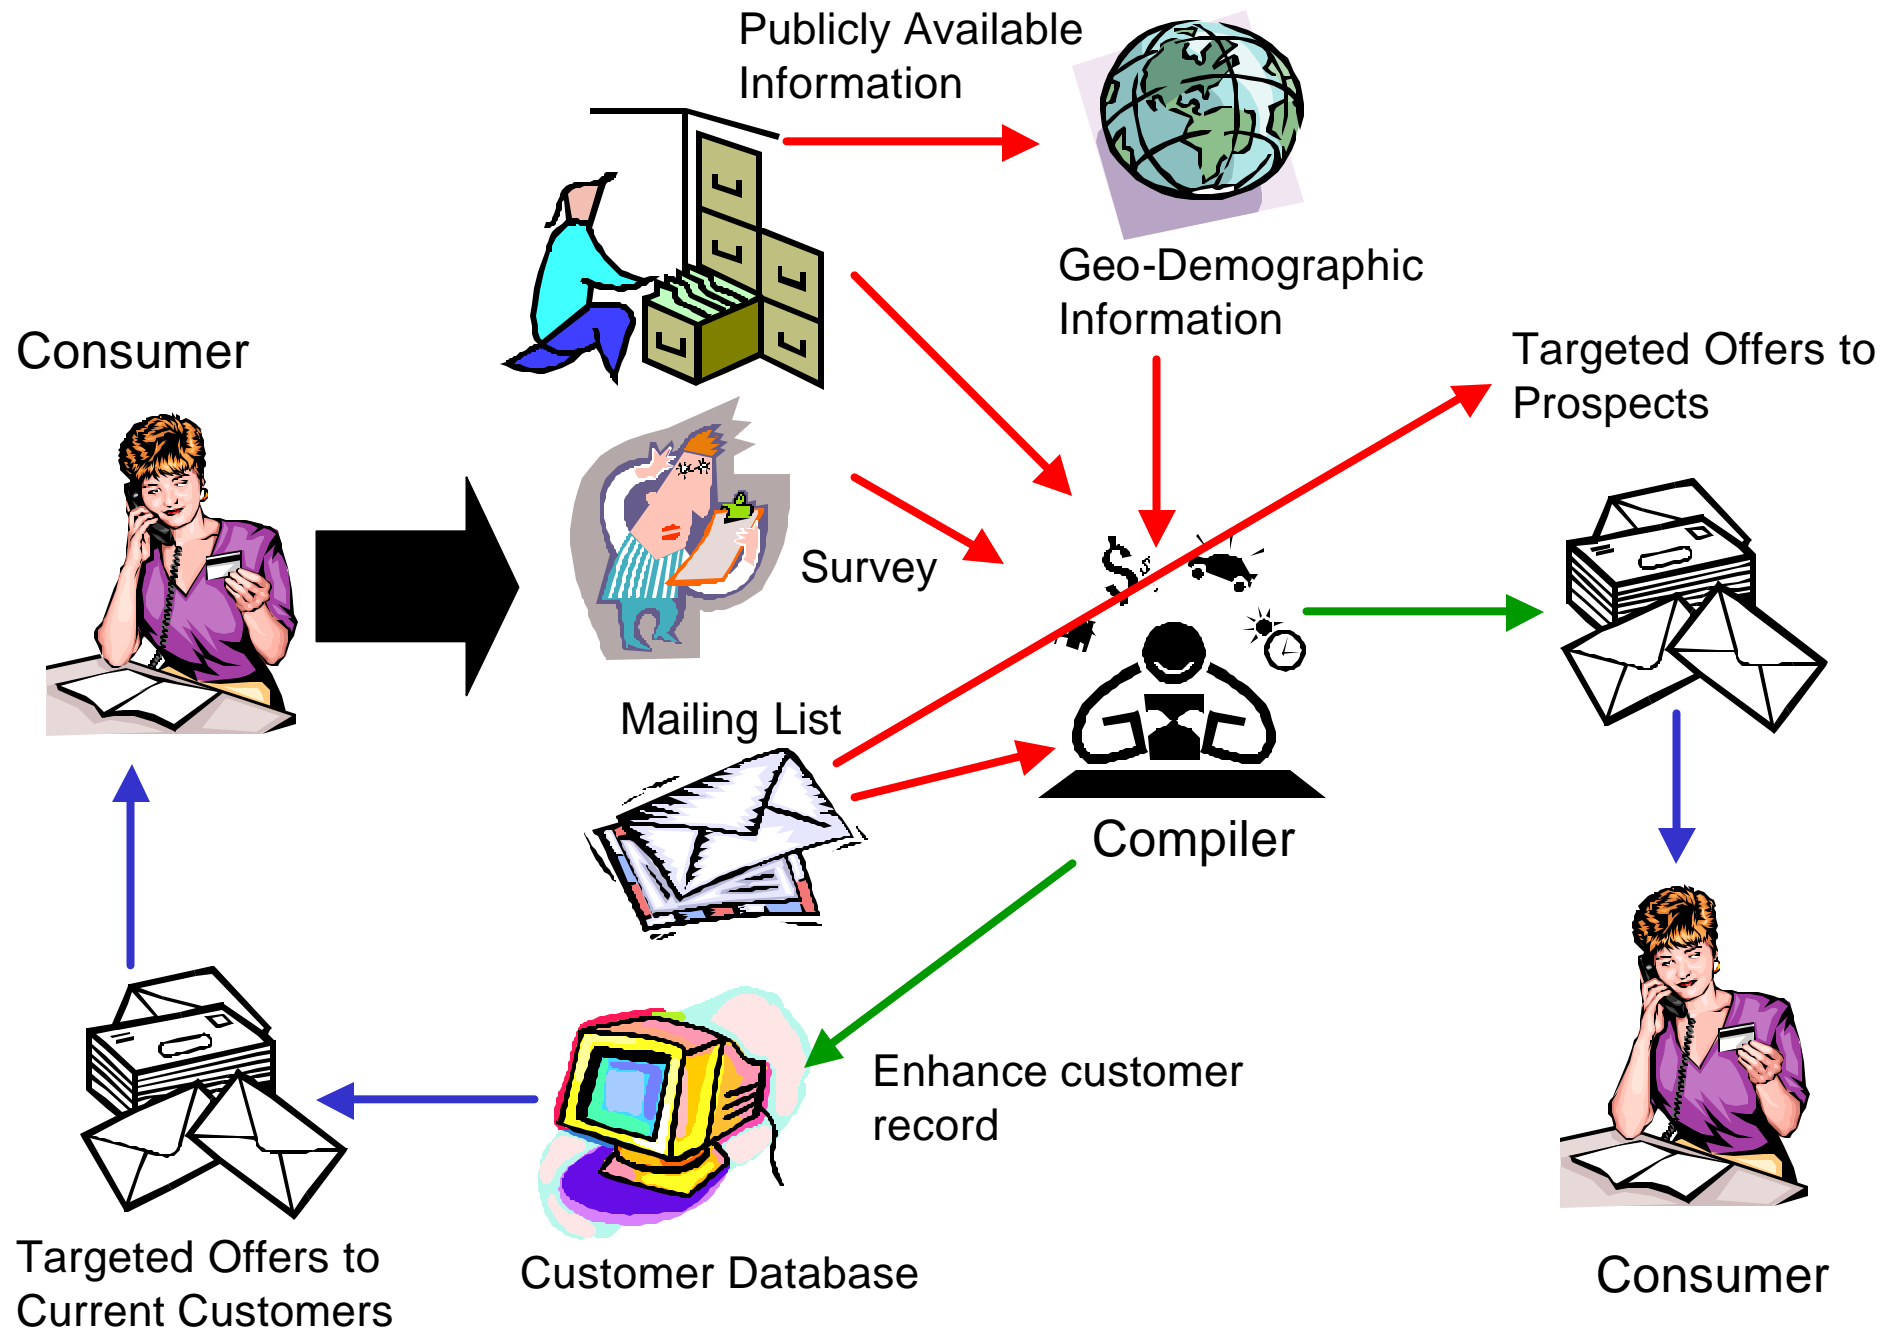 Publicly Available
Information
Geo-Demographic
Information
Consumer
Targeted Offers to
Prospects
Survey
$
$
Mailing List
Compiler
Enhance customer
record
Targeted Offers to
Current Customers
Customer Database
Consumer